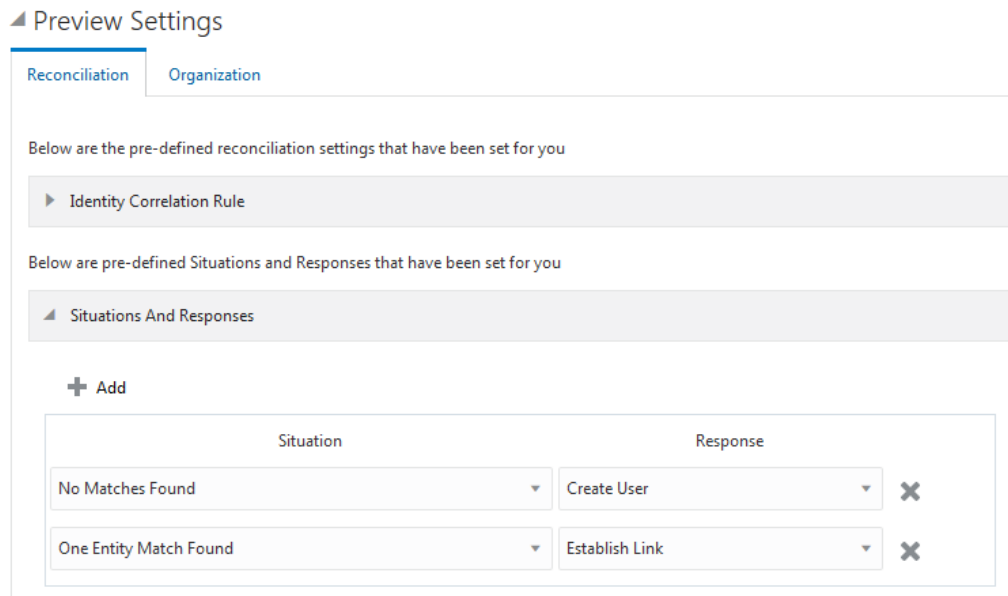 Preview Settings
Reconciliation Organization
Below are the pre-defined reconciliation settings that have been set for you
Identity Correlation Rule
Below are pre-defined Situations and Responses that have been set for you
Situations And Responses
Add
Situation Response
No Matches Found Create User
One Entity Match Found Establish Link